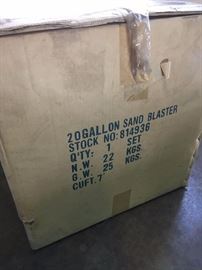 20GALLON SAND BLASTER
STOCK NO:814936
Q'TY: 1 SET
N.W. 22 KGS.
G.W. 25 KGS.
CUFT.7'